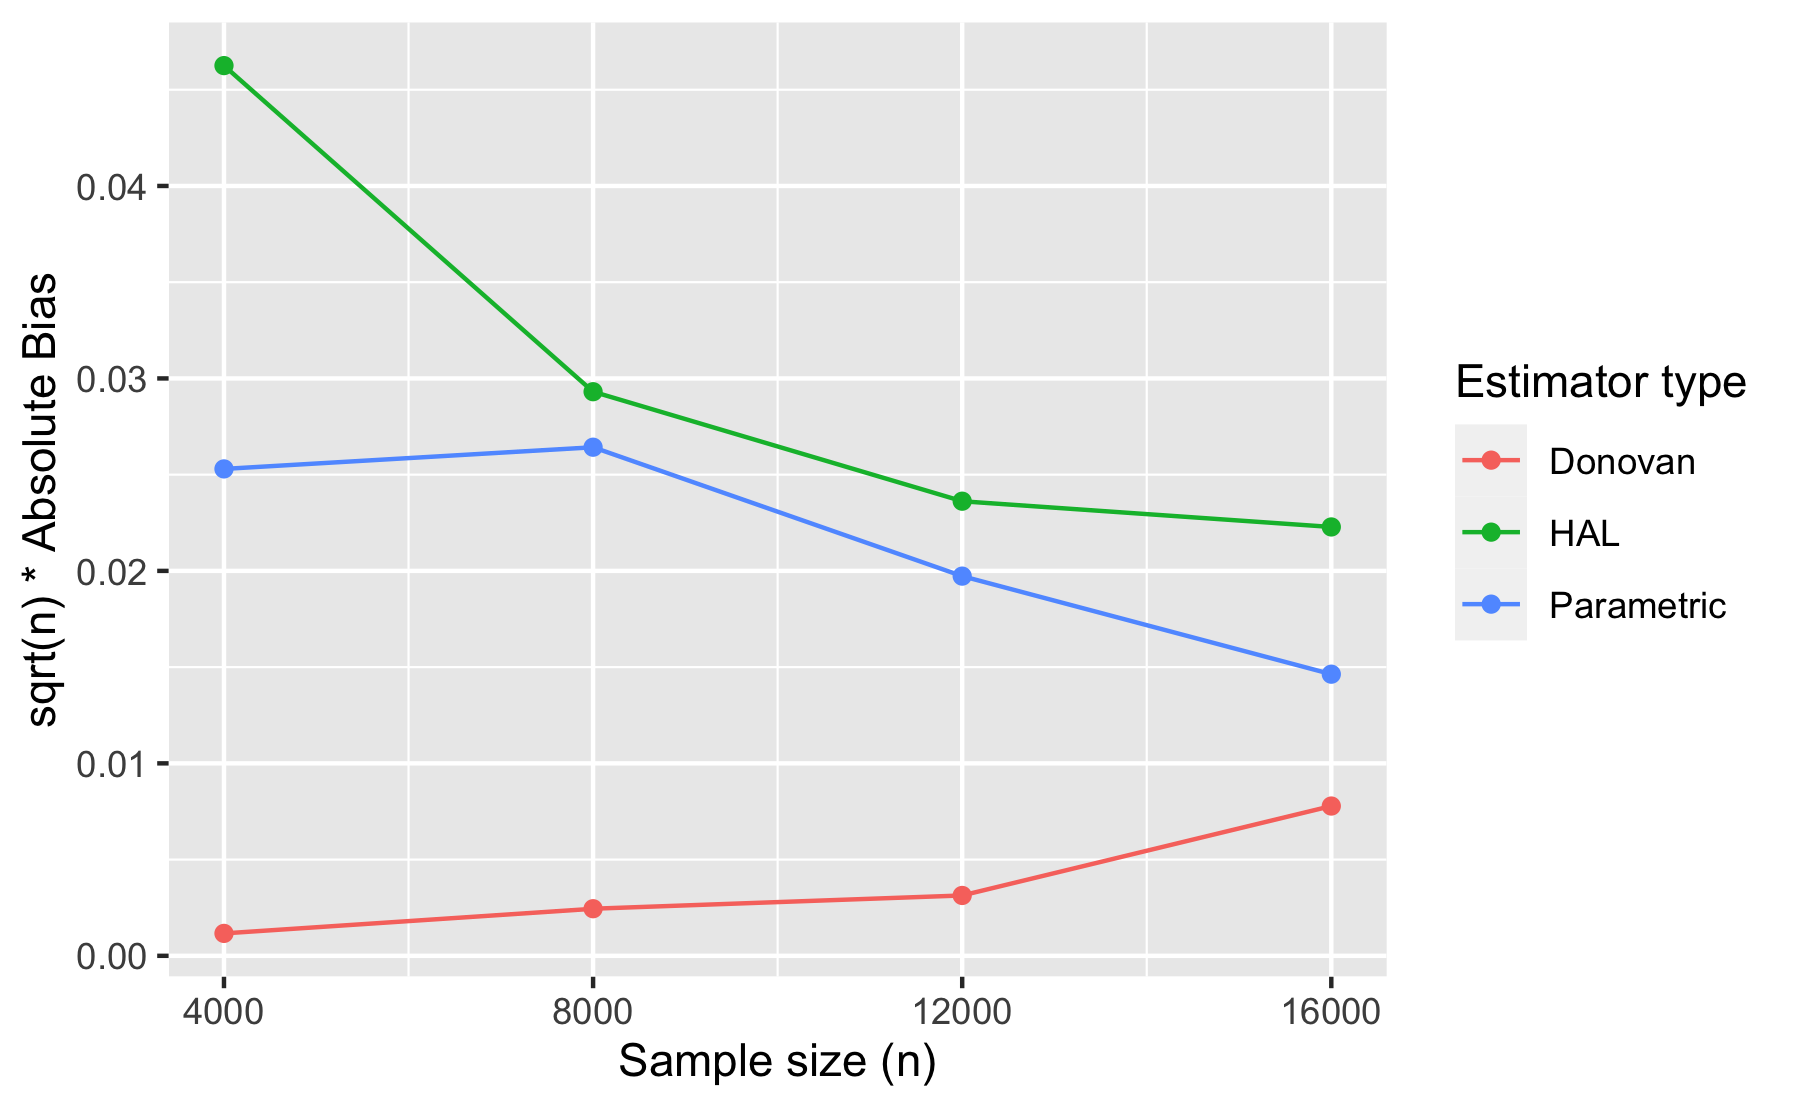 sqrt(n) * Absolute Bias
0.04
0.03
0.02
0.01
0.00
4000
8000
12000
16000
Sample size (n)
Estimator type
Donovan
HAL
Parametric